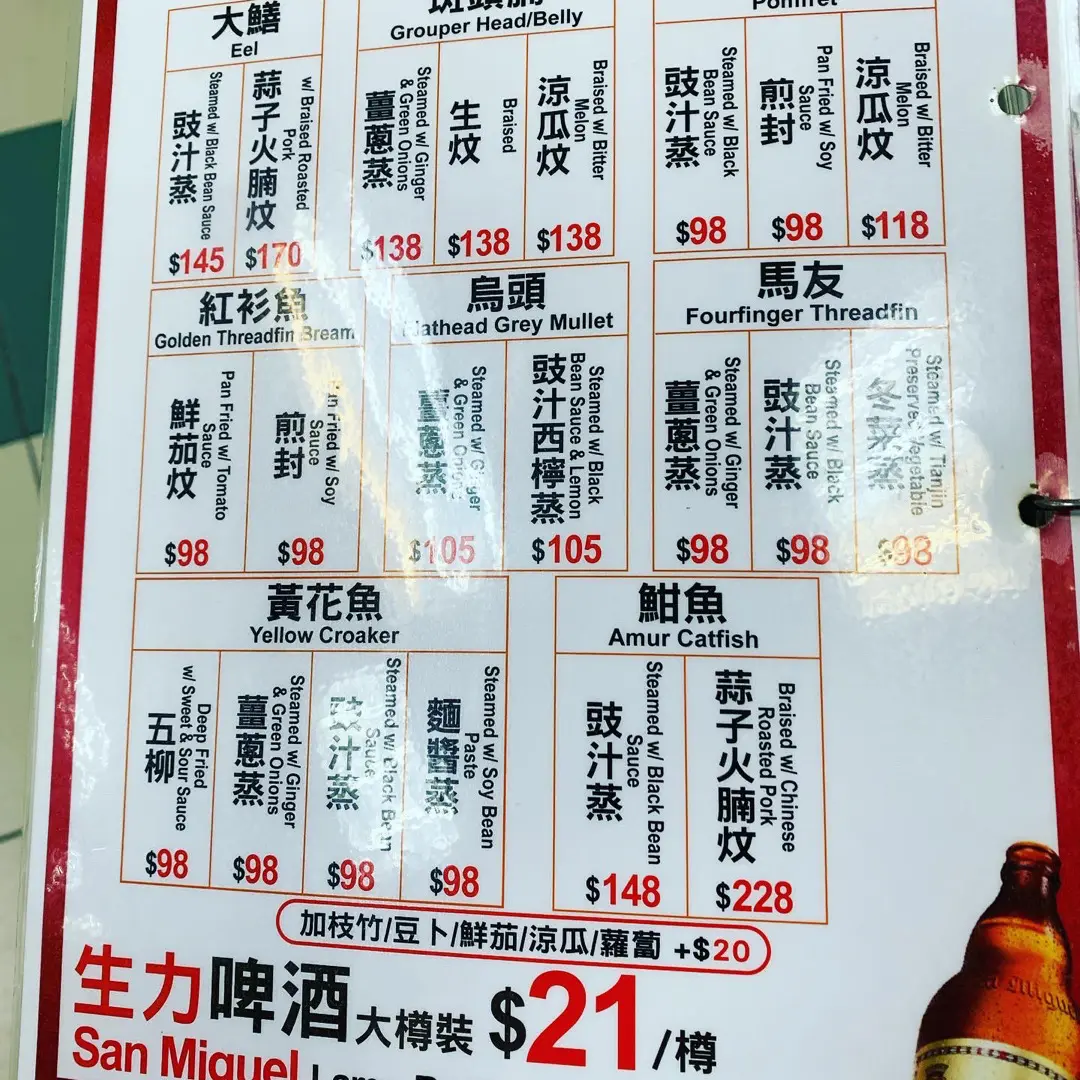 大鱔
Eel
豉汁蒸
Steamed w/ Black Bean Sauce
$145
蒜子火腩炆
w/ Braised Roasted
Pork
$170
Grouper Head/Belly
薑蔥蒸
Steamed w/ Ginger
& Green Onions
$138
生炆
Braised
$138
涼瓜炆
Braised w/ Bitter
Melon
$138
Pomfret
豉汁蒸
Steamed w/ Black
Bean Sauce
$98
煎封
Pan Fried w/ Soy
Sauce
$98
涼瓜炆
Braised w/ Bitter
Melon
$118
紅衫魚
Golden Threadfin Bream
鮮茄炆
Pan Fried w/ Tomato
Sauce
$98
煎封
Fried w/ Soy
Sauce
$98
烏頭
Flathead Grey Mullet
薑蔥蒸
Steamed w/ Ginger
& Green Onions
$105
豉汁西檸蒸
Steamed w/ Black
Bean Sauce & Lemon
$105
馬友
Fourfinger Threadfin
薑蔥蒸
Steamed w/ Ginger
& Green Onions
$98
豉汁蒸
Steamed w/ Black
Bean Sauce
$98
冬菜蒸
Steamed w/ Tianjin
Preserved Vegetable
$98
黃花魚
Yellow Croaker
五柳
Deep Fried
w/ Sweet & Sour Sauce
$98
薑蔥蒸
Steamed w/ Ginger
& Green Onions
$98
豉汁蒸
Steamed w/ Black Bean
Sauce
$98
麵醬蒸
Steamed w/ Soy Bean
Paste
$98
魽魚
Amur Catfish
豉汁蒸
Steamed w/ Black Bean
Sauce
$148
蒜子火腩炆
Braised w/ Chinese
Roasted Pork
$228
加枝竹/豆卜/鮮茄/涼瓜/蘿蔔 +$20
生力啤酒大樽裝 $21/樽
San Miguel